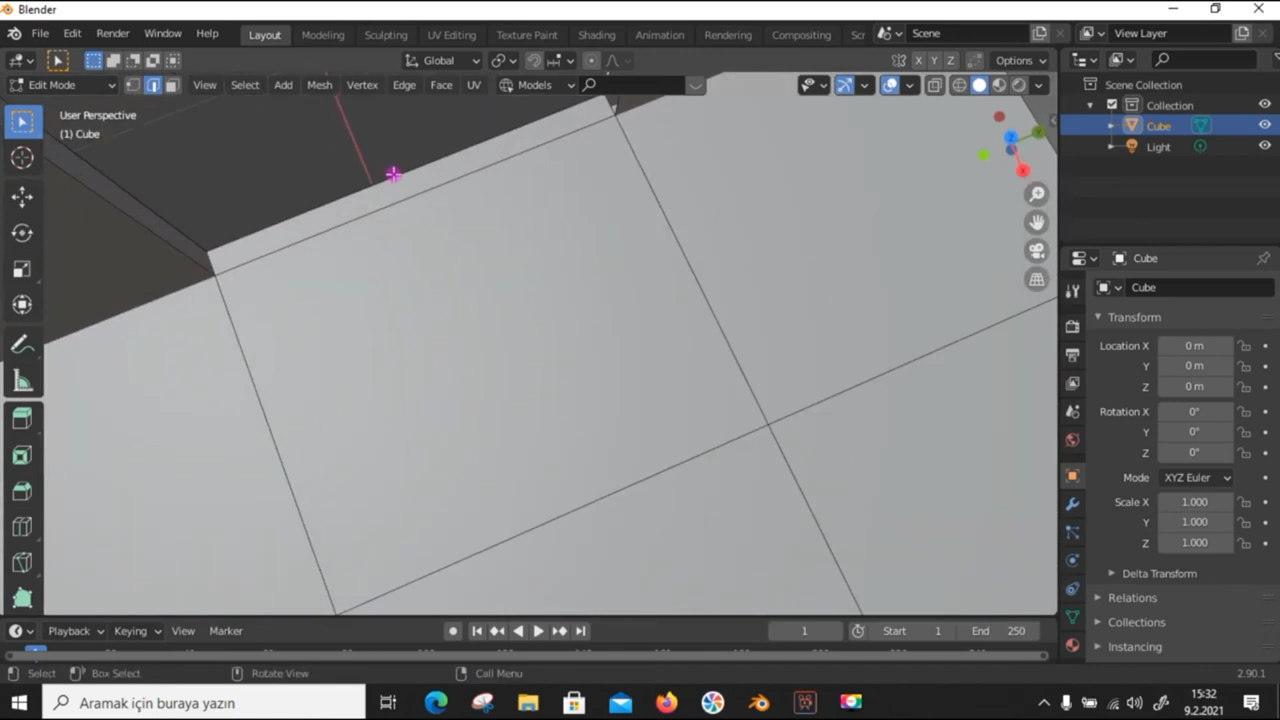 Blender
File Edit Render Window Help Layout Modeling Sculpting UV Editing Texture Paint Shading Animation Rendering Compositing Scr Scene View Layer
Global X Y Z Options
Edit Mode View Select Add Mesh Vertex Edge Face UV Models
User Perspective
(1) Cube
Scene Collection
Collection
Cube
Light
Z
Y
X
Cube
Cube
Transform
Location X 0 m
Y 0 m
Z 0 m
Rotation X 0°
Y 0°
Z 0°
Mode XYZ Euler
Scale X 1.000
Y 1.000
Z 1.000
Delta Transform
Relations
Collections
Instancing
Playback Keying View Marker 1 Start 1 End 250
Select Box Select Rotate View Call Menu 2.90.1
Aramak için buraya yazın
15:32
9.2.2021